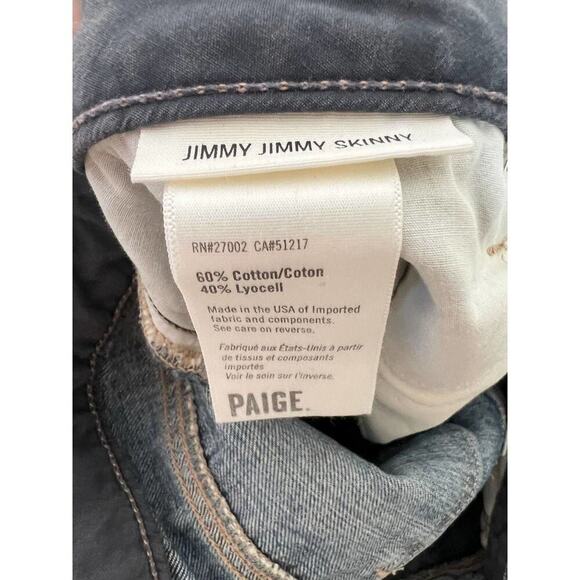 JIMMY JIMMY SKINNY
RN#27002 CA#51217
60% Cotton/Coton
40% Lyocell
Made in the USA of Imported
fabric and components.
See care on reverse.
Fabriqué aux États-Unis à partir
de tissus et composants
importés
Voir le soin sur l'inverse.
PAIGE.